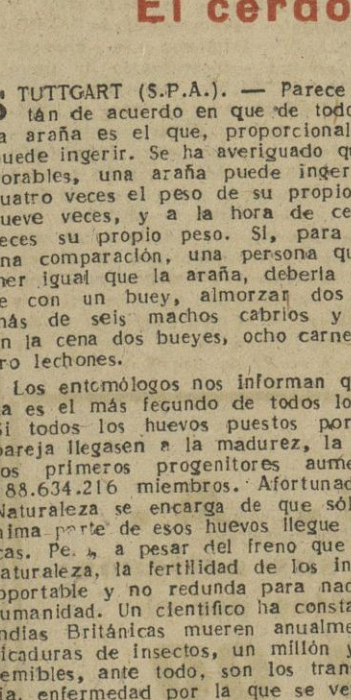 El cerdo
S TUTTGART (S.P.A.). — Parece
tán de acuerdo en que de todo
a araña es el que, proporcional
uede ingerir. Se ha averiguado qu
orables, una araña puede inger
uatro veces el peso de su propio
ueve veces, y a la hora de ce
eces su propio peso. Si, para
na comparación, una persona qu
er igual que la araña, debería
e con un buey, almorzar dos
nás de seis machos cabríos y
n la cena dos bueyes, ocho carne
ro lechones.
Los entomólogos nos informan q
a es el más fecundo de todos lo
Si todos los huevos puestos por
pareja llegasen a la madurez, la
os primeros progenitores aume
88.634.216 miembros. Afortunad
Naturaleza se encarga de que sól
nima parte de esos huevos llegue
cas. Pe. , a pesar del freno que
aturaleza, la fertilidad de los in
oportable y no redunda para nad
umanidad. Un científico ha consta
ndias Británicas mueren anualme
icaduras de insectos, un millón y
emibles, ante todo, son los tran
ia, enfermedad por la que se ve